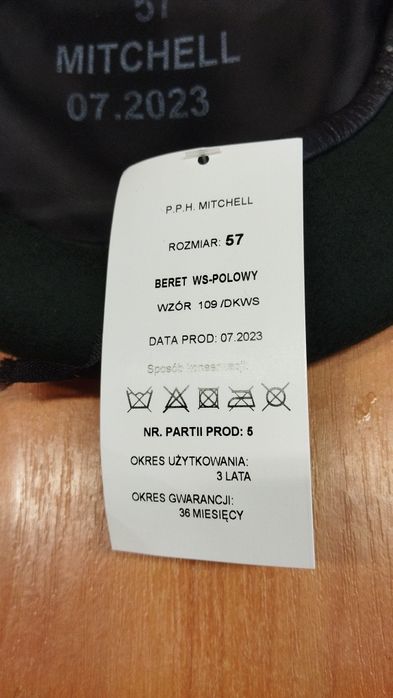 57
MITCHELL
07.2023
P.P.H. MITCHELL
ROZMIAR: 57
BERET WS-POLOWY
WZÓR 109 /DKWS
DATA PROD: 07.2023
Sposób konserwacji:
NR. PARTII PROD: 5
OKRES UŻYTKOWANIA:
3 LATA
OKRES GWARANCJI:
36 MIESIĘCY